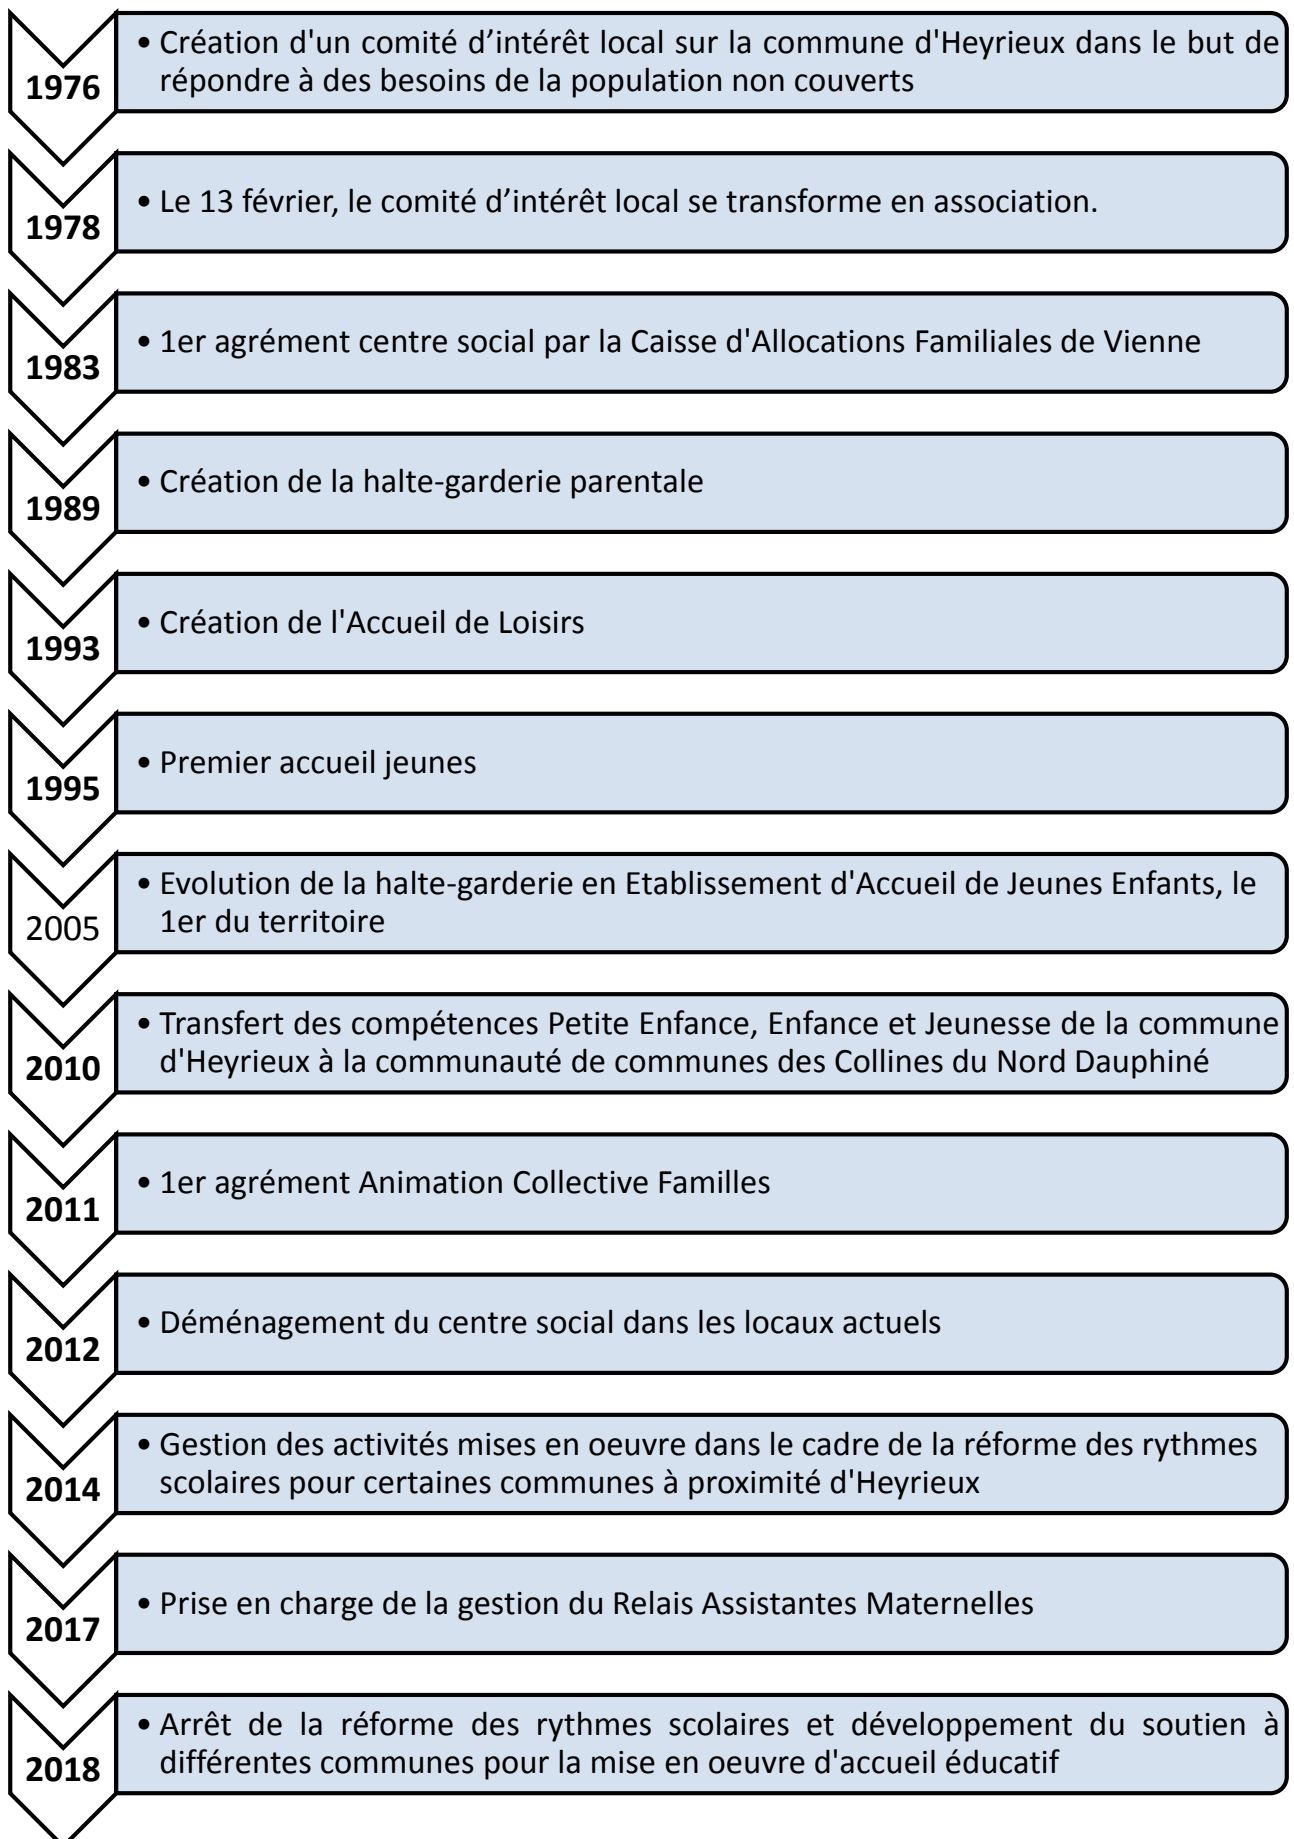 1976
• Création d'un comité d’intérêt local sur la commune d'Heyrieux dans le but de
répondre à des besoins de la population non couverts
1978
• Le 13 février, le comité d’intérêt local se transforme en association.
1983
• 1er agrément centre social par la Caisse d'Allocations Familiales de Vienne
1989
• Création de la halte-garderie parentale
1993
• Création de l'Accueil de Loisirs
1995
• Premier accueil jeunes
2005
• Evolution de la halte-garderie en Etablissement d'Accueil de Jeunes Enfants, le
1er du territoire
2010
• Transfert des compétences Petite Enfance, Enfance et Jeunesse de la commune
d'Heyrieux à la communauté de communes des Collines du Nord Dauphiné
2011
• 1er agrément Animation Collective Familles
2012
• Déménagement du centre social dans les locaux actuels
2014
• Gestion des activités mises en oeuvre dans le cadre de la réforme des rythmes
scolaires pour certaines communes à proximité d'Heyrieux
2017
• Prise en charge de la gestion du Relais Assistantes Maternelles
2018
• Arrêt de la réforme des rythmes scolaires et développement du soutien à
différentes communes pour la mise en oeuvre d'accueil éducatif